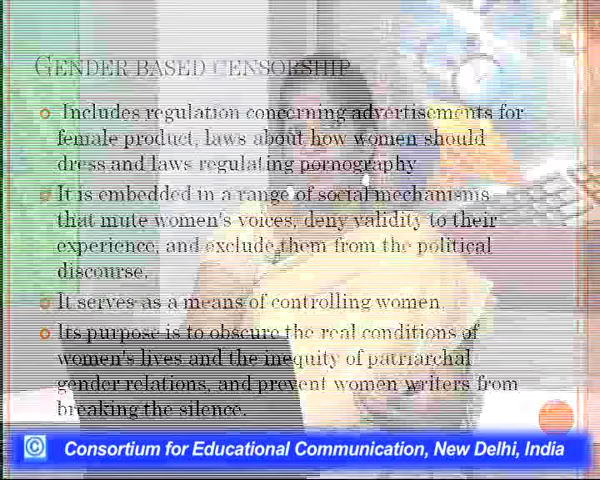 GENDER BASED CENSORSHIP
Includes regulation concerning advertisements for
female product, laws about how women should
dress and laws regulating pornography
It is embedded in a range of social mechanisms
that mute women's voices, deny validity to their
experience, and exclude them from the political
discourse.
It serves as a means of controlling women.
Its purpose is to obscure the real conditions of
women's lives and the inequity of patriarchal
gender relations, and prevent women writers from
breaking the silence.
© Consortium for Educational Communication, New Delhi, India